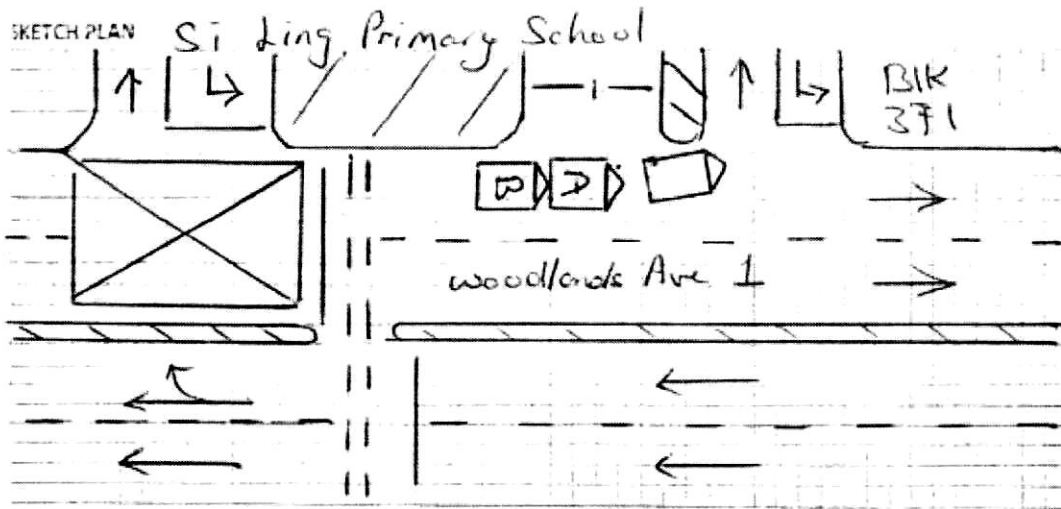 SKETCH PLAN Si Ling Primary School
BlK
371
B D
woodlands Ave 1